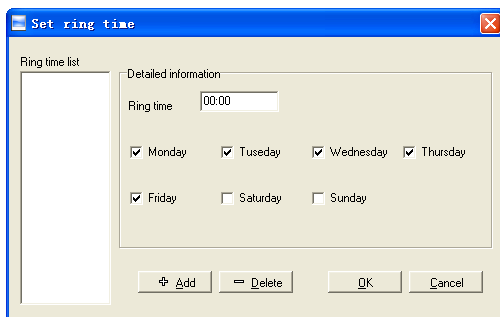 Set ring time
Ring time list
Detailed information
Ring time 00:00
Monday Tuseday Wednesday Thursday
Friday Saturday Sunday
Add Delete OK Cancel